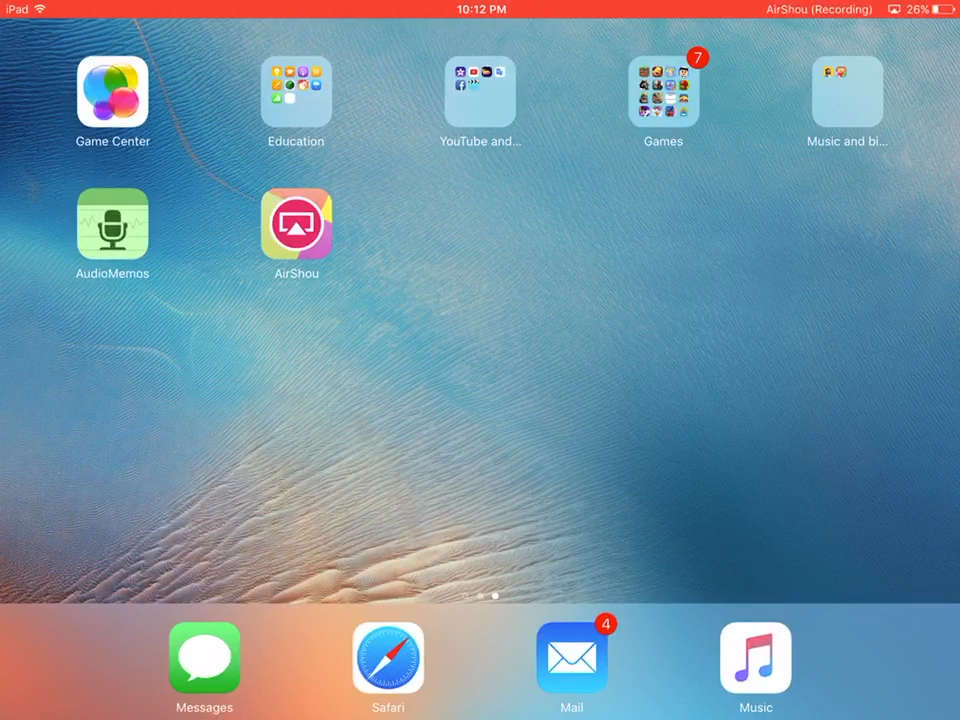 iPad 10:12 PM AirShou (Recording) 26%
7
Game Center Education YouTube and... Games Music and bi...
AudioMemos AirShou
4
Messages Safari Mail Music